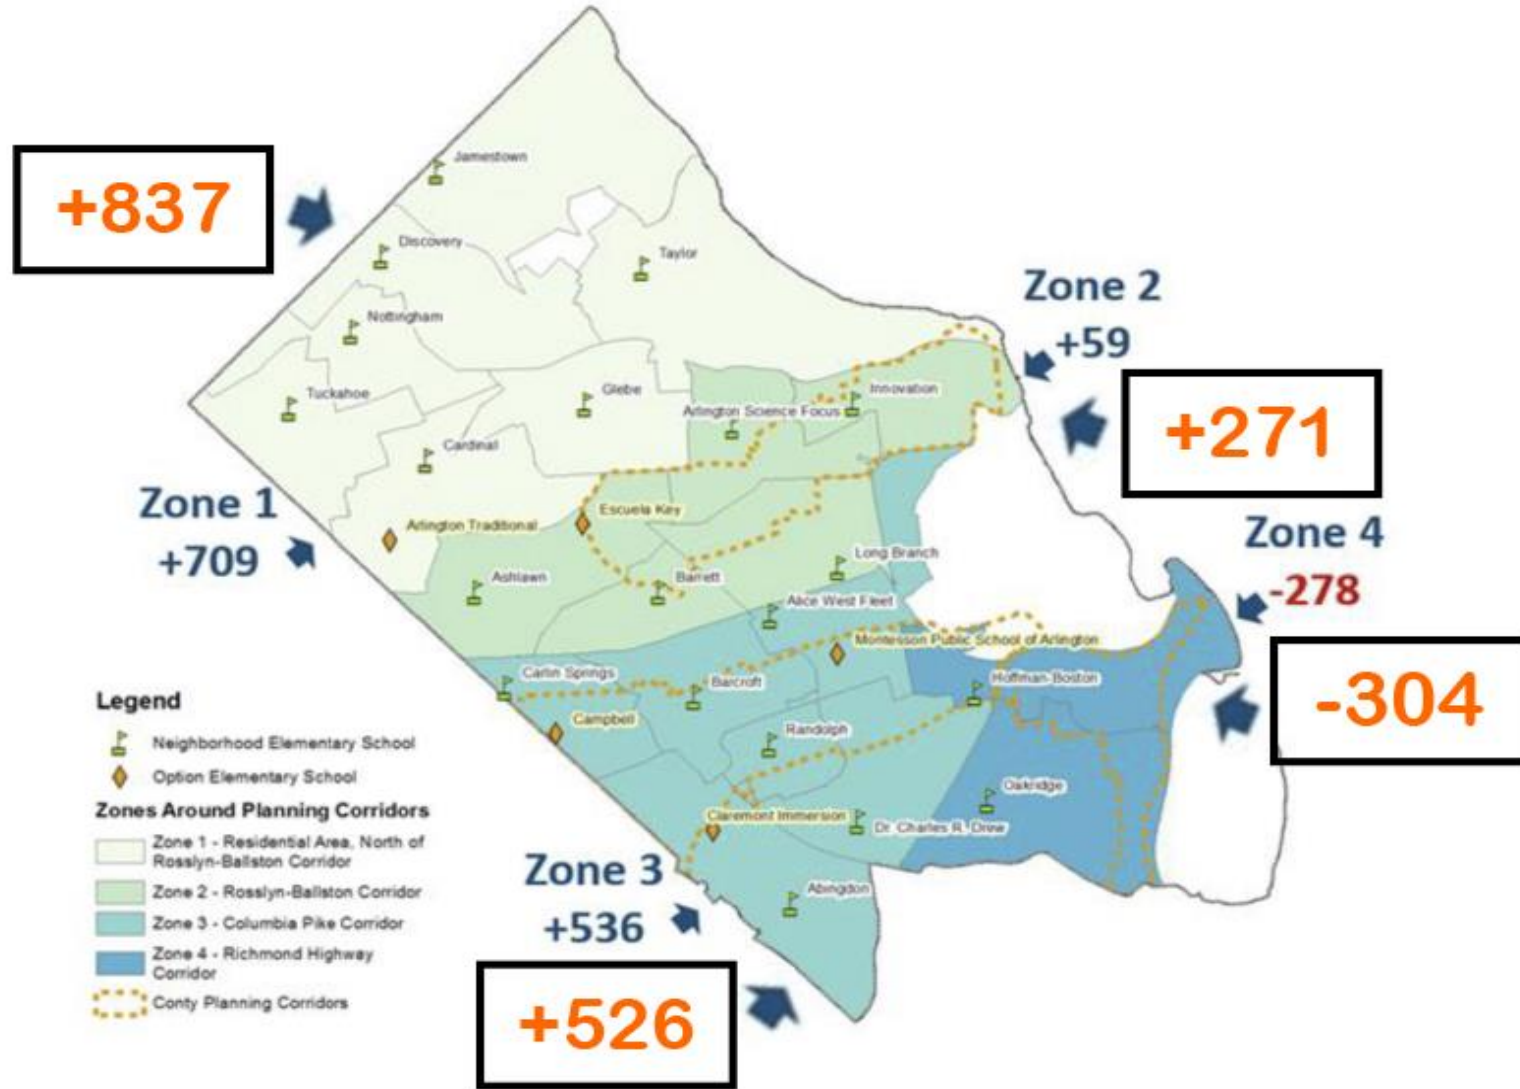 Jamestown
+837
Discovery
Taylor
Zone 2
+59
Nottingham
Tuckahoe
Glebe
Innovation
Arlington Science Focus
+271
Cardinal
Zone 1
+709
Arlington Traditional
Escuela Key
Zone 4
-278
Long Branch
Ashlawn
Barrett
Alice West Fleet
Montesson Public School of Arlington
Carlin Springs
Barcroft
Hoffman-Boston
-304
Campbell
Randolph
Oakridge
Claremont Immersion
Dr. Charles R. Drew
Zone 3
+536
Abingdon
+526
Legend
Neighborhood Elementary School
Option Elementary School
Zones Around Planning Corridors
Zone 1 - Residential Area, North of
Rosslyn-Ballston Corridor
Zone 2 - Rosslyn-Ballston Corridor
Zone 3 - Columbia Pike Corridor
Zone 4 - Richmond Highway
Corridor
Conty Planning Corridors